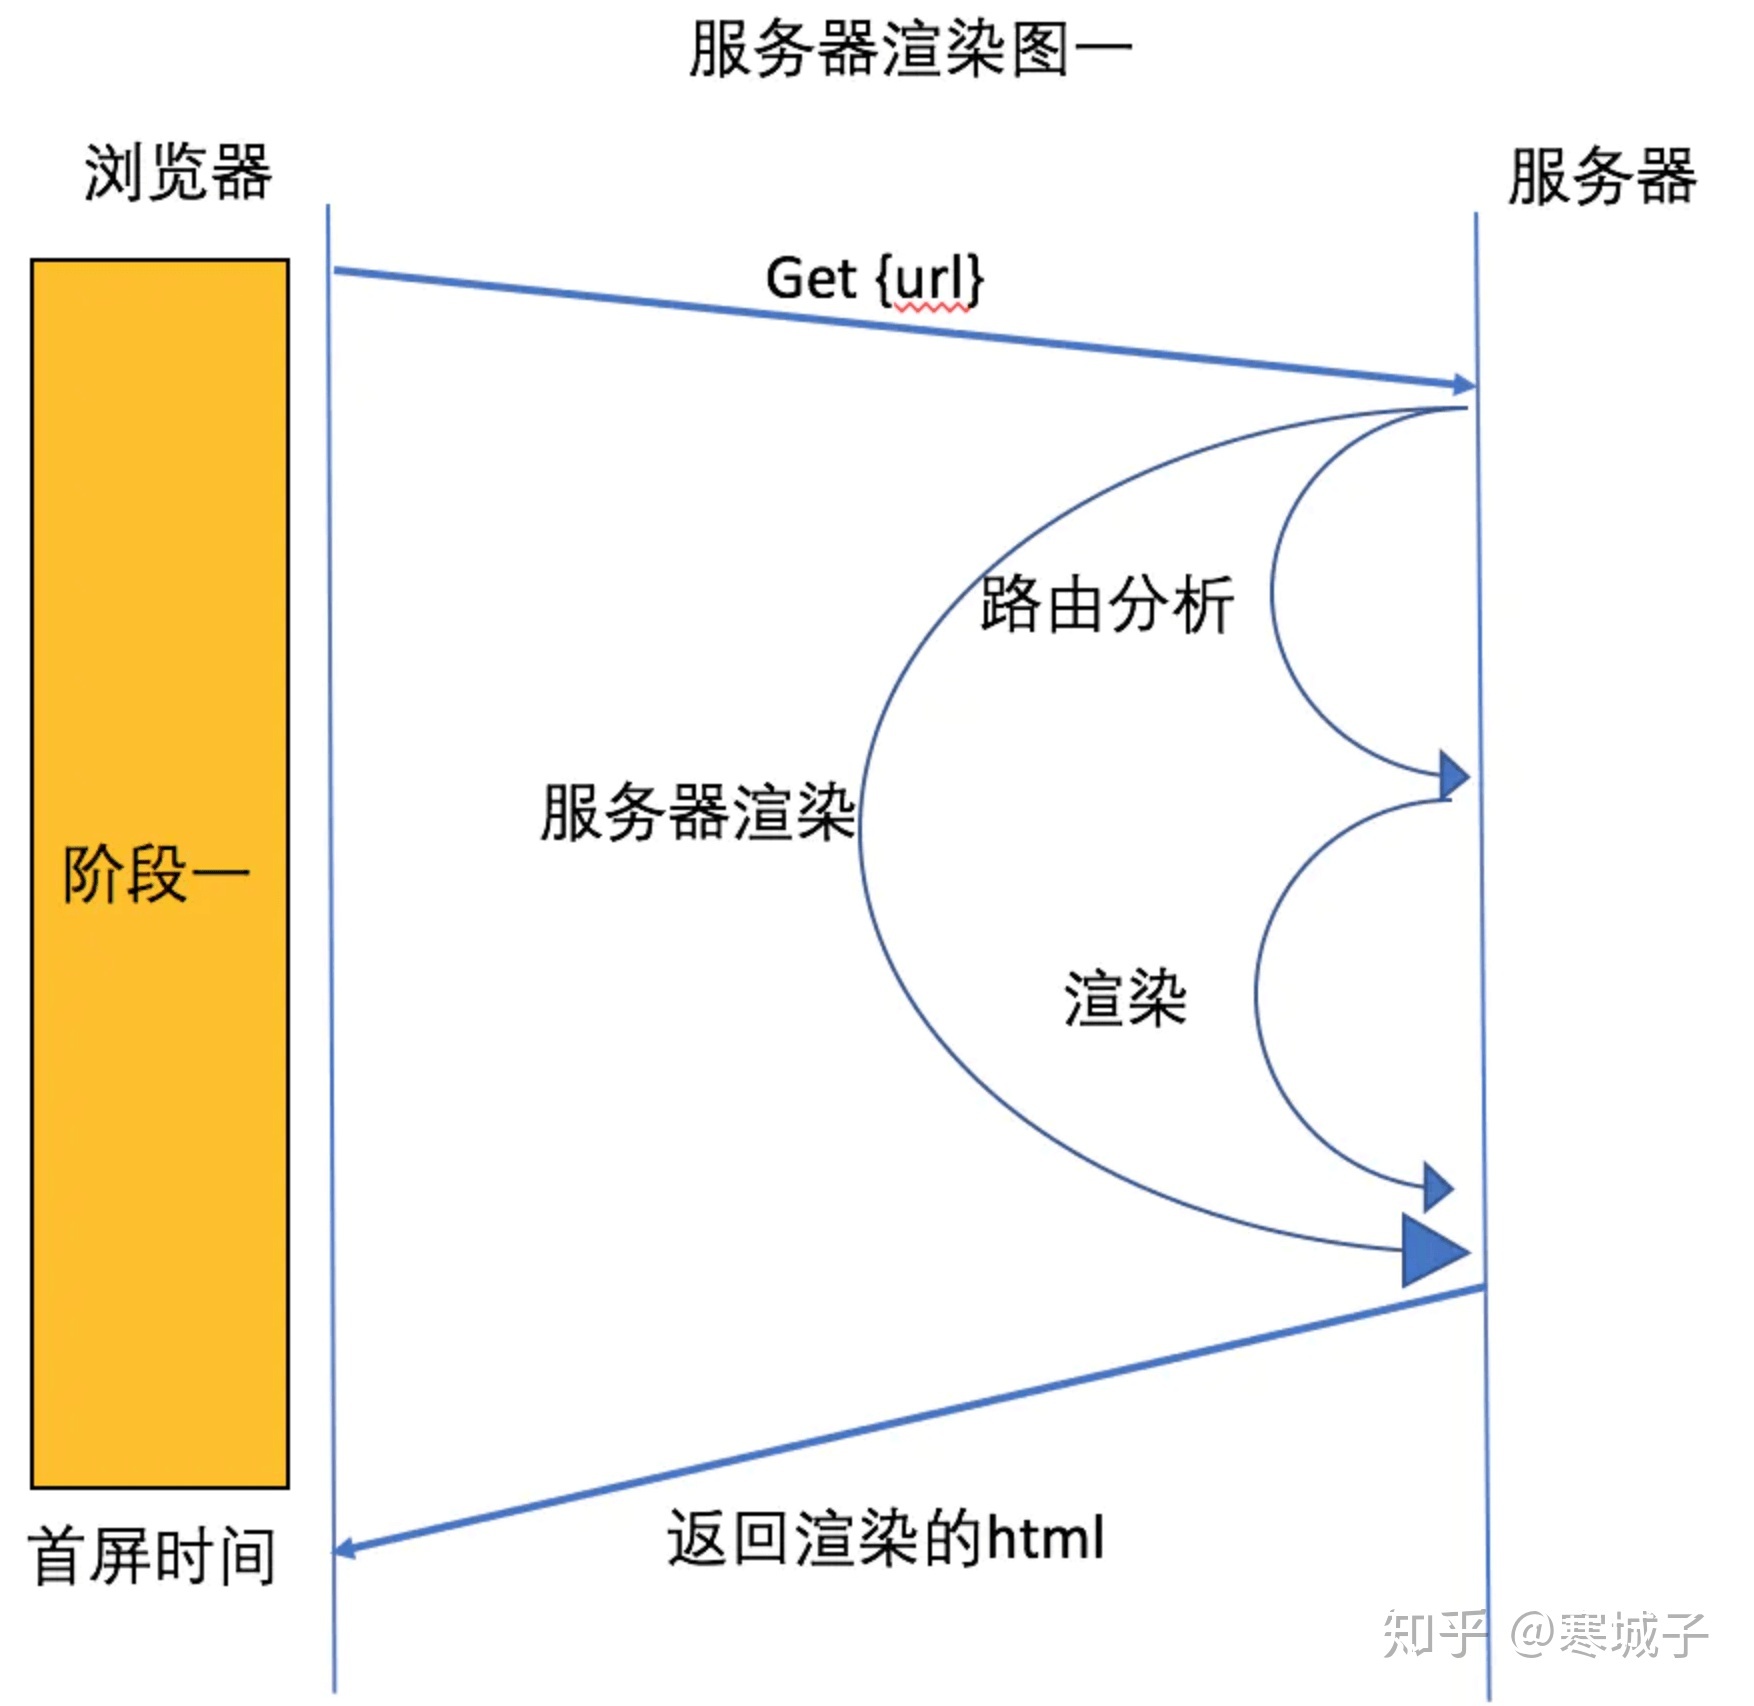 服务器渲染图一
浏览器
服务器
Get {url}
路由分析
服务器渲染
阶段一
渲染
返回渲染的html
首屏时间
知乎 @寒城子